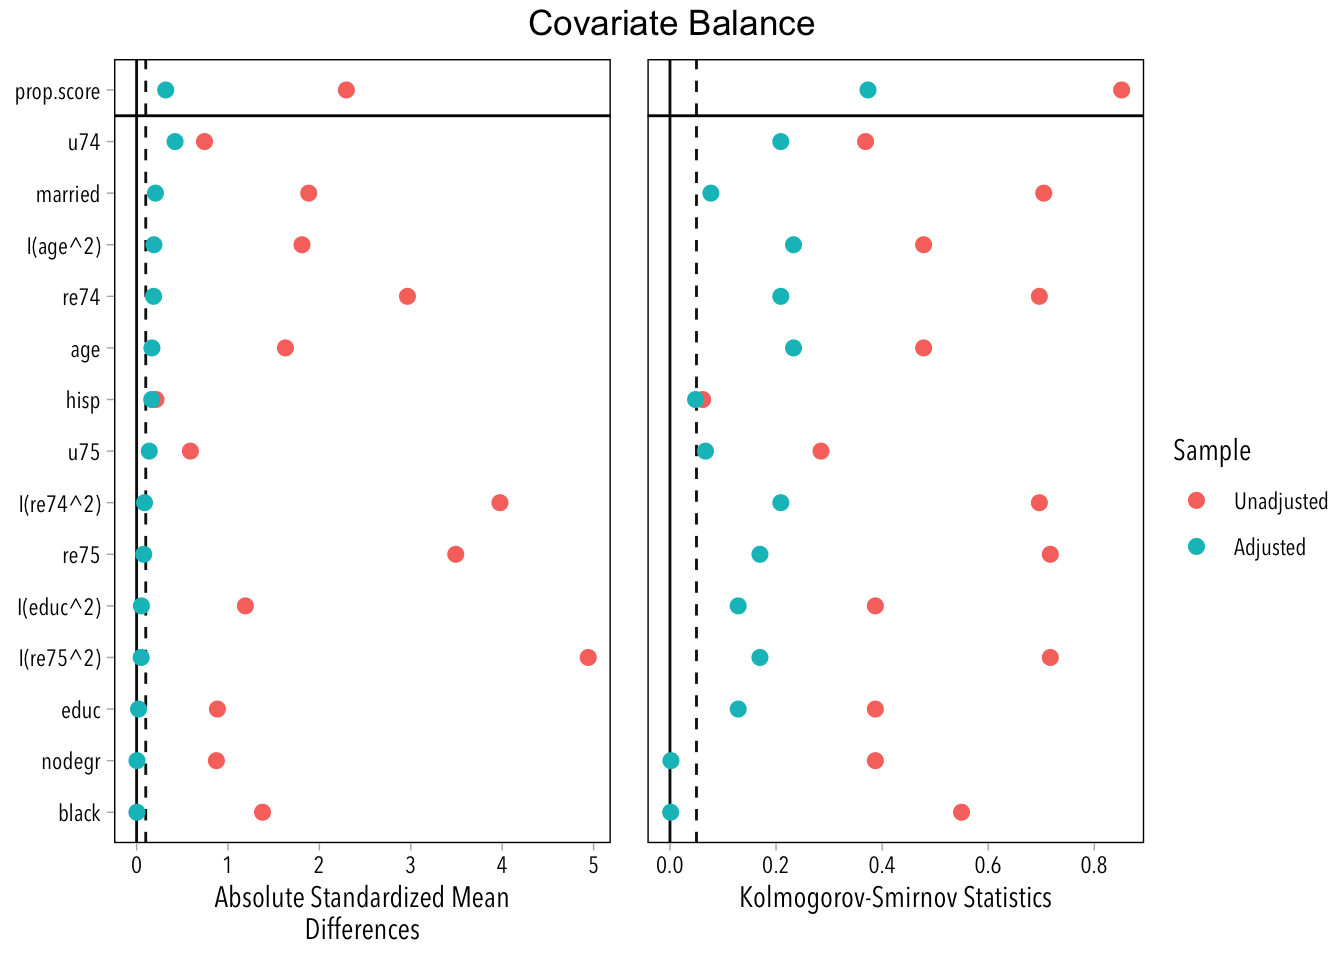 Covariate Balance
prop.score
u74
married
I(age^2)
re74
age
hisp
u75
I(re74^2)
re75
I(educ^2)
I(re75^2)
educ
nodegr
black
0 1 2 3 4 5
Absolute Standardized Mean
Differences
0.0 0.2 0.4 0.6 0.8
Kolmogorov-Smirnov Statistics
Sample
Unadjusted
Adjusted